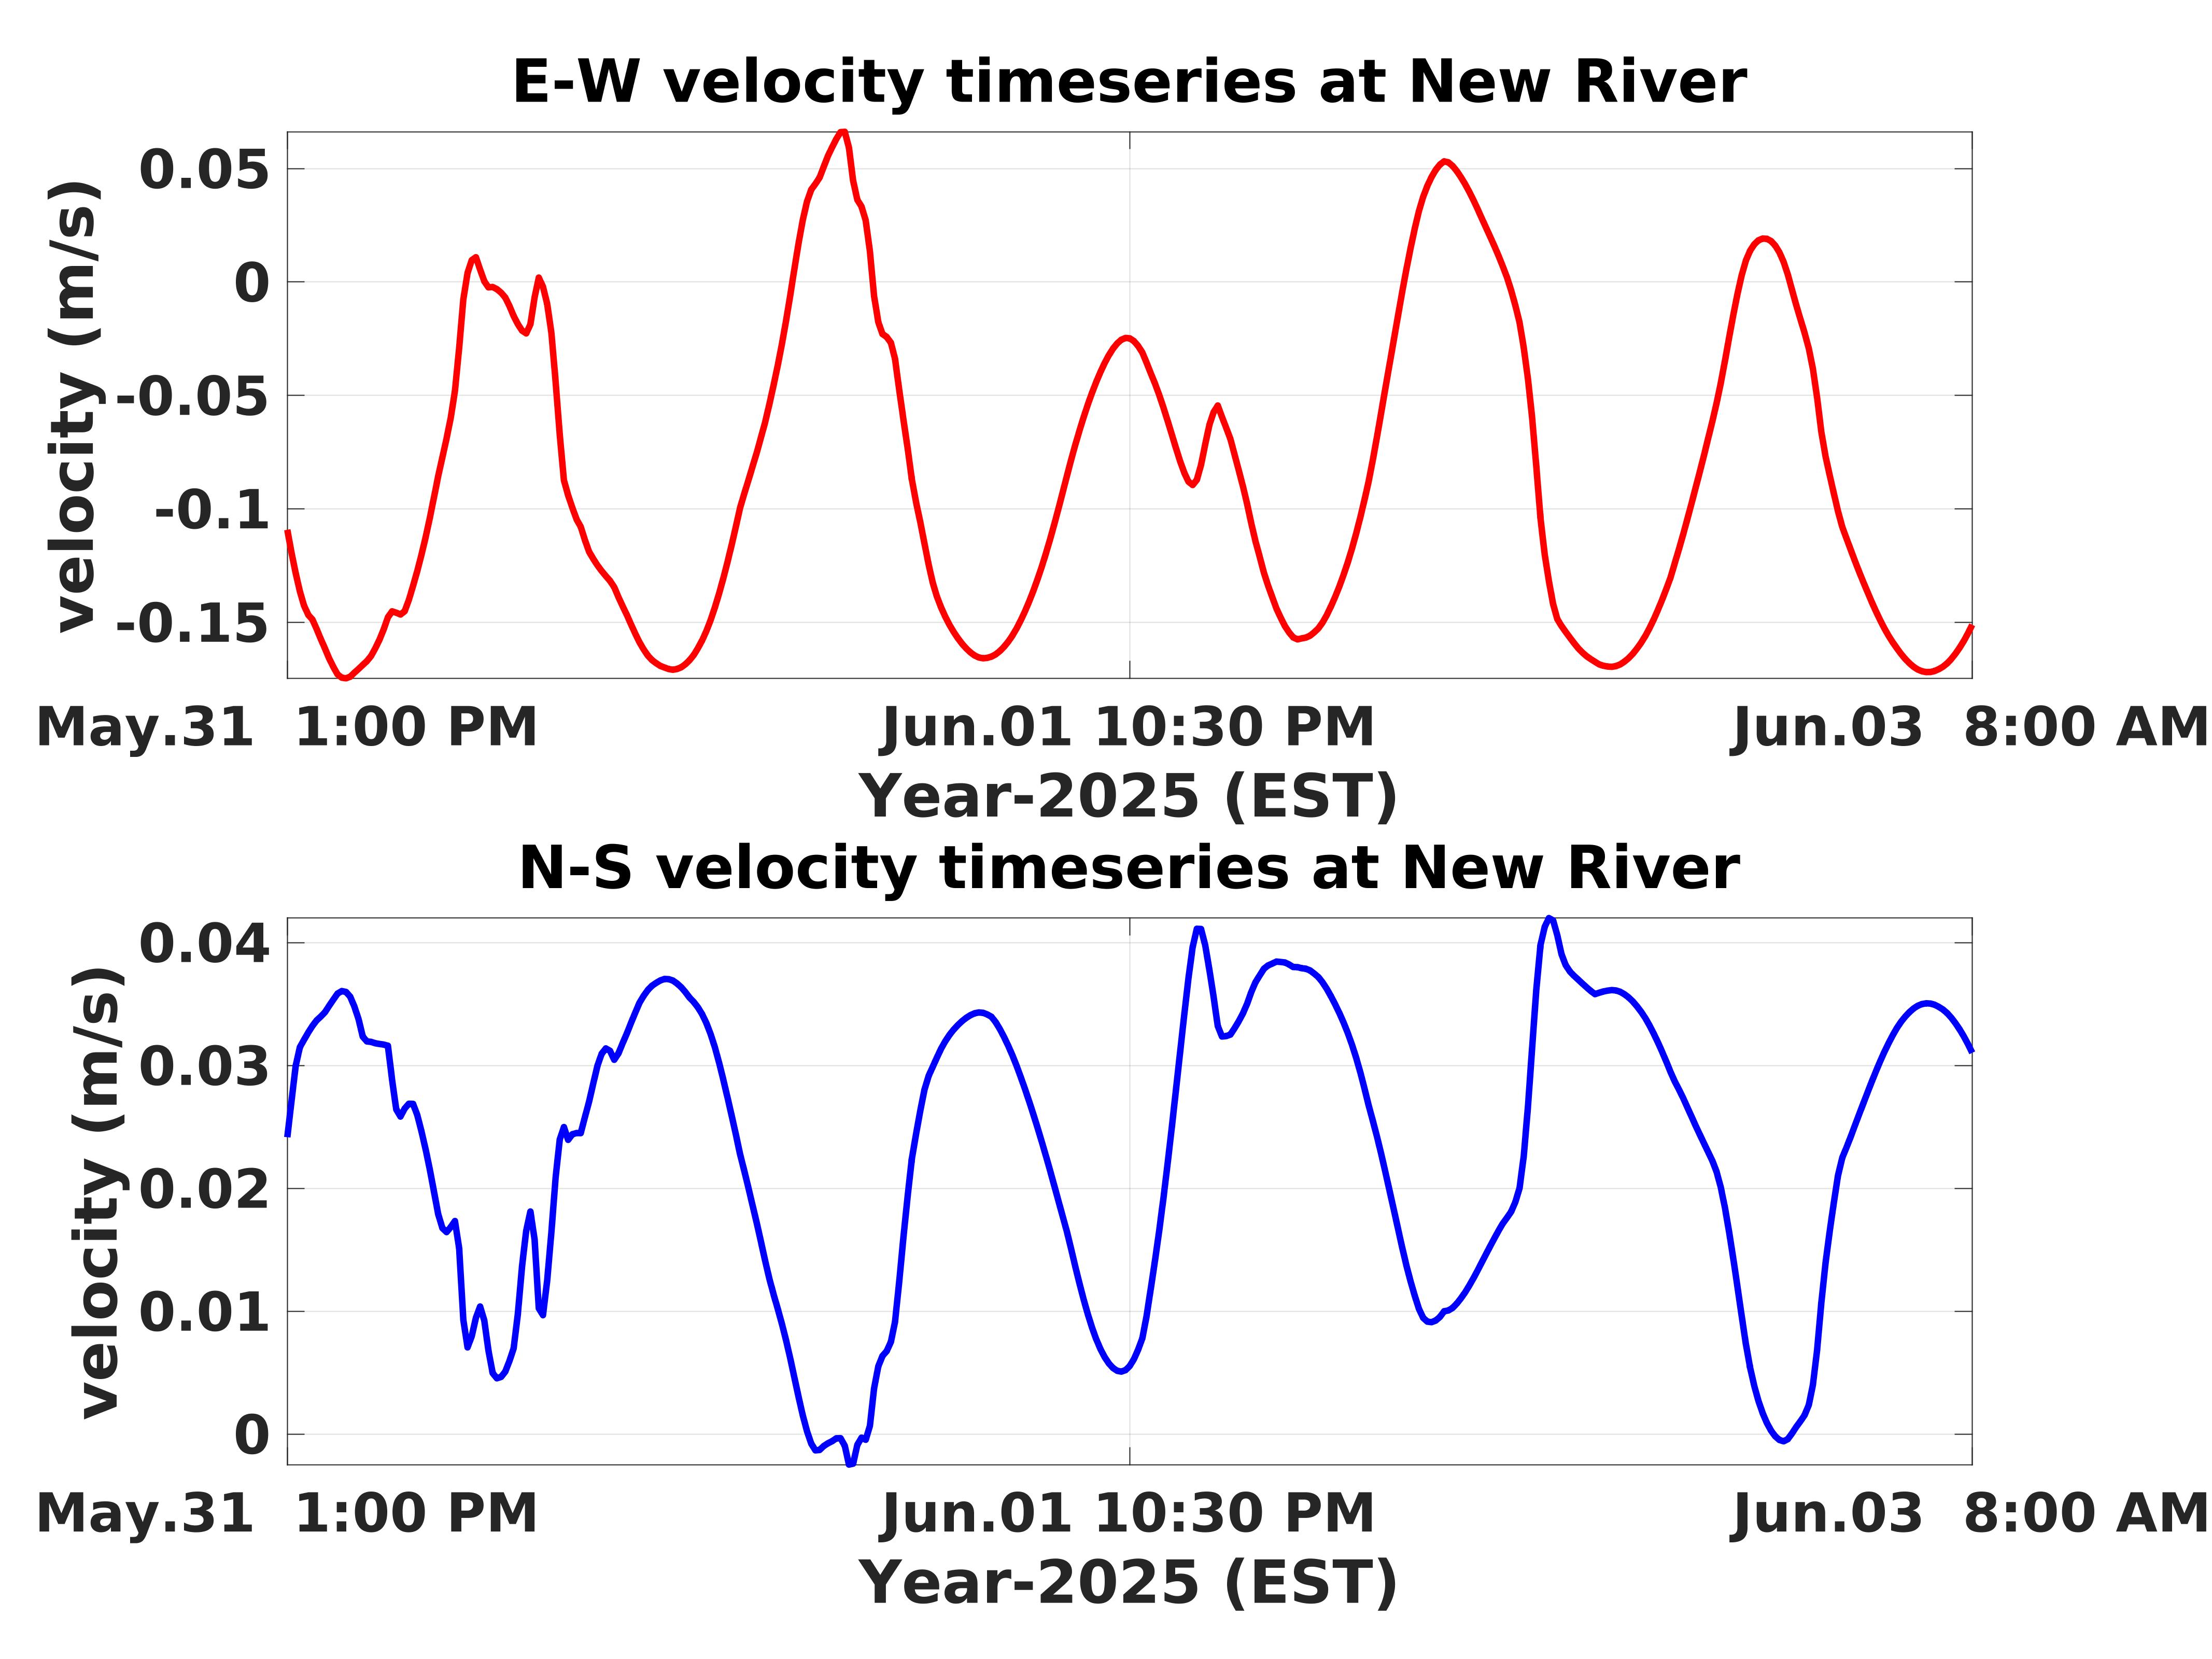 E-W velocity timeseries at New River
velocity (m/s)
0.05
0
-0.05
-0.1
-0.15
May.31 1:00 PM Jun.01 10:30 PM Jun.03 8:00 AM
Year-2025 (EST)
N-S velocity timeseries at New River
velocity (m/s)
0.04
0.03
0.02
0.01
0
May.31 1:00 PM Jun.01 10:30 PM Jun.03 8:00 AM
Year-2025 (EST)